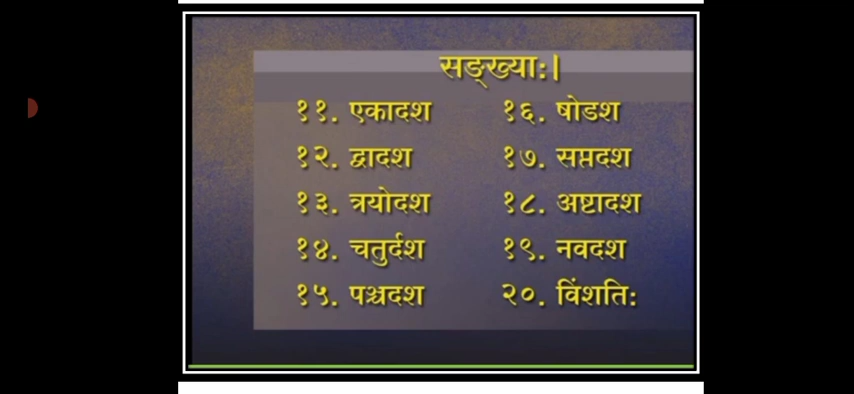 सङ्ख्याः।
११. एकादश
१२. द्वादश
१३. त्रयोदश
१४. चतुर्दश
१५. पञ्चदश
१६. षोडश
१७. सप्तदश
१८. अष्टादश
१९. नवदश
२०. विंशतिः